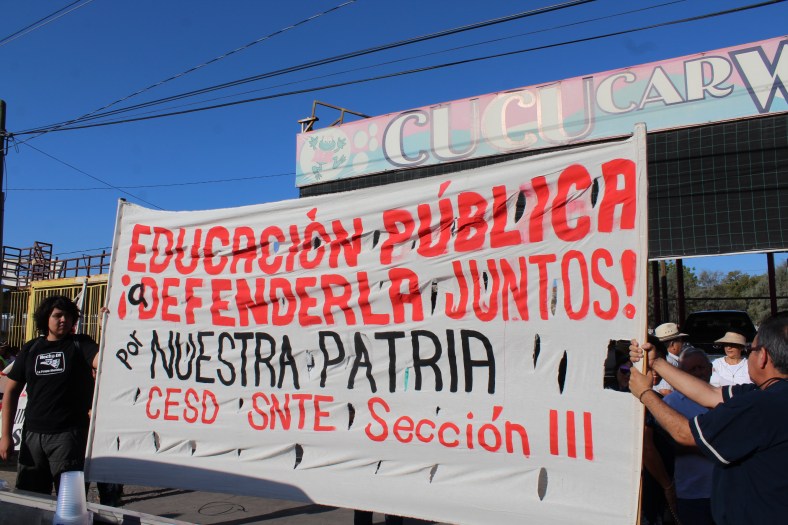 CUCUCARW
EDUCACIÓN PÚBLICA
¡a DEFENDERLA JUNTOS!
por NUESTRA PATRIA
CESD SNTE Sección III